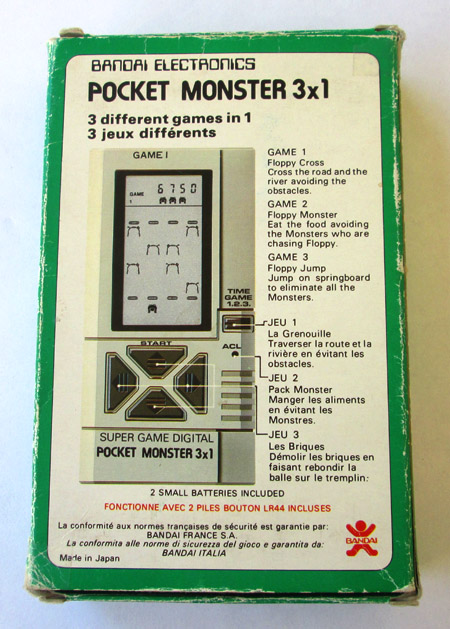 BANDAI ELECTRONICS
POCKET MONSTER 3x1
3 different games in 1
3 jeux différents
GAME I
GAME 6750
1
TIME
GAME
1.2.3.
START
ACL
SUPER GAME DIGITAL
POCKET MONSTER 3x1
GAME 1
Floppy Cross
Cross the road and the
river avoiding the
obstacles.
GAME 2
Floppy Monster
Eat the food avoiding
the Monsters who are
chasing Floppy.
GAME 3
Floppy Jump
Jump on springboard
to eliminate all the
Monsters.
JEU 1
La Grenouille
Traverser la route et la
rivière en évitant les
obstacles.
JEU 2
Pack Monster
Manger les aliments
en évitant les
Monstres.
JEU 3
Les Briques
Démolir les briques en
faisant rebondir la
balle sur le tremplin:
2 SMALL BATTERIES INCLUDED
FONCTIONNE AVEC 2 PILES BOUTON LR44 INCLUSES
La conformité aux normes françaises de sécurité est garantie par:
BANDAI FRANCE S.A.
La conformita alle norme di sicurezza del gioco e garantita da:
BANDAI ITALIA
Made in Japan
BANDAI